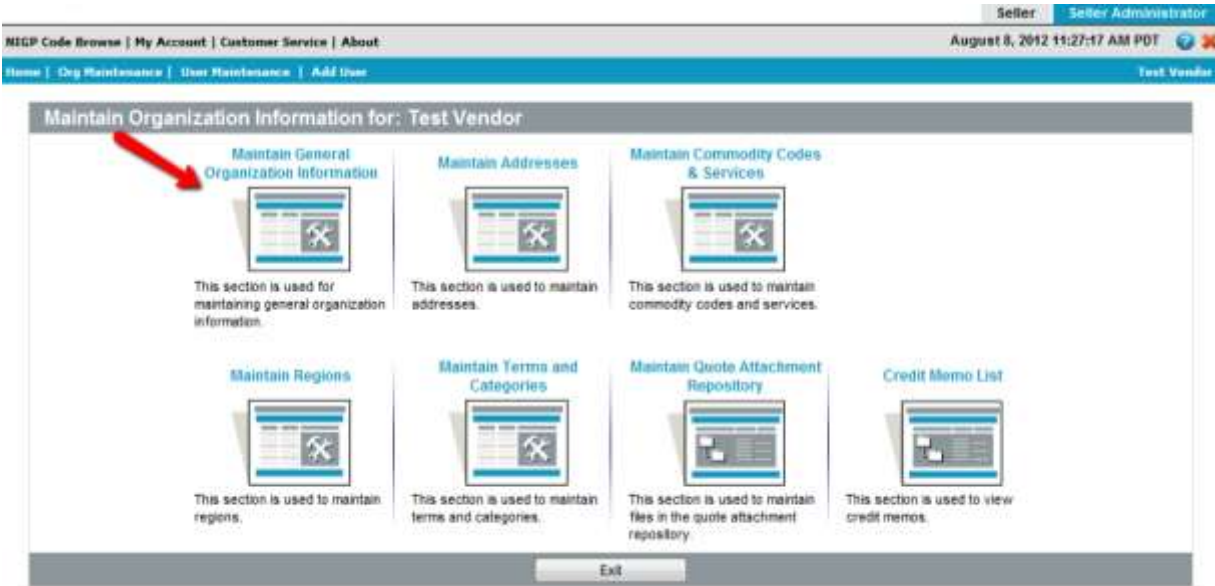 Seller Seller Administrator
NIGP Code Browse | My Account | Customer Service | About August 8, 2012 11:27:17 AM PDT
Home | Org Maintenance | User Maintenance | Add User Test Vendor
Maintain Organization Information for: Test Vendor
Maintain General
Organization Information
This section is used for
maintaining general organization
information.
Maintain Addresses
This section is used to maintain
addresses.
Maintain Commodity Codes
& Services
This section is used to maintain
commodity codes and services.
Maintain Regions
This section is used to maintain
regions.
Maintain Terms and
Categories
This section is used to maintain
terms and categories.
Maintain Quote Attachment
Repository
This section is used to maintain
files in the quote attachment
repository.
Credit Memo List
This section is used to view
credit memos.
Exit